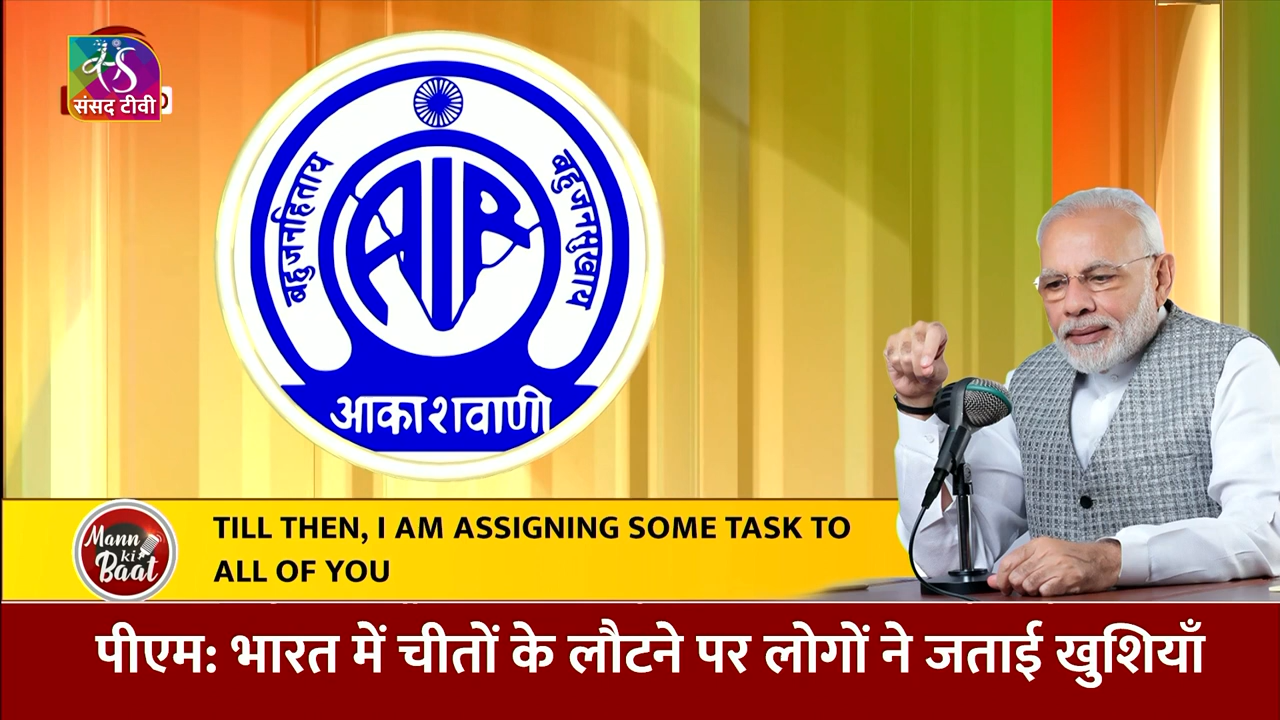 संसद टीवी
बहुजनहिताय
बहुजनसुखाय
AIR
आकाशवाणी
Mann
ki
Baat
TILL THEN, I AM ASSIGNING SOME TASK TO
ALL OF YOU
पीएम: भारत में चीतों के लौटने पर लोगों ने जताई खुशियाँ